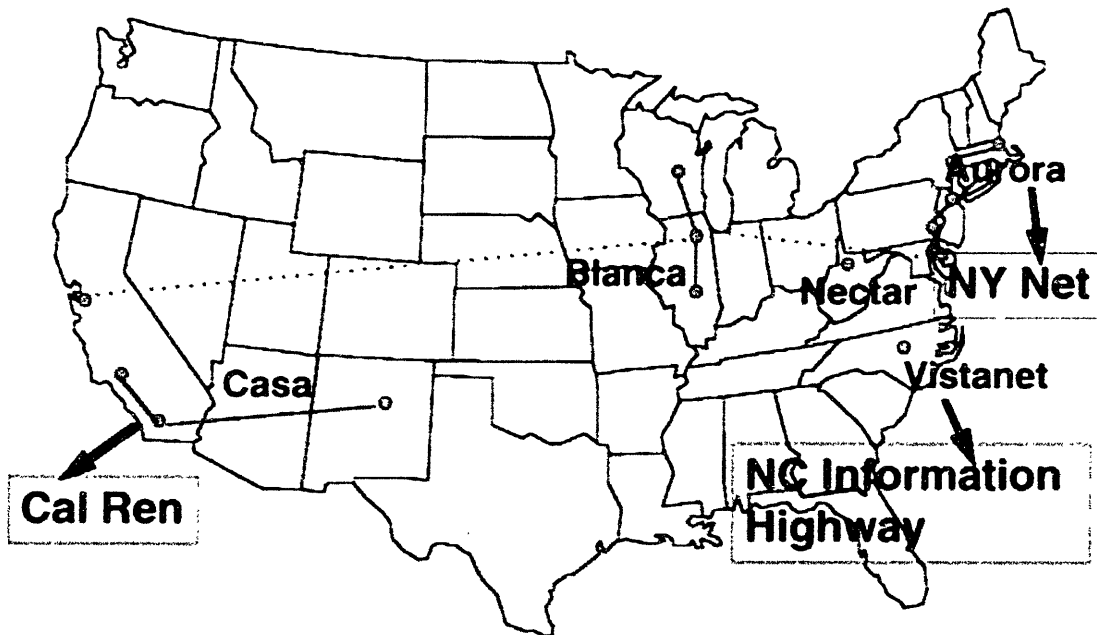 Aurora
Blanca
Nectar
NY Net
Casa
Vistanet
Cal Ren
NC Information
Highway